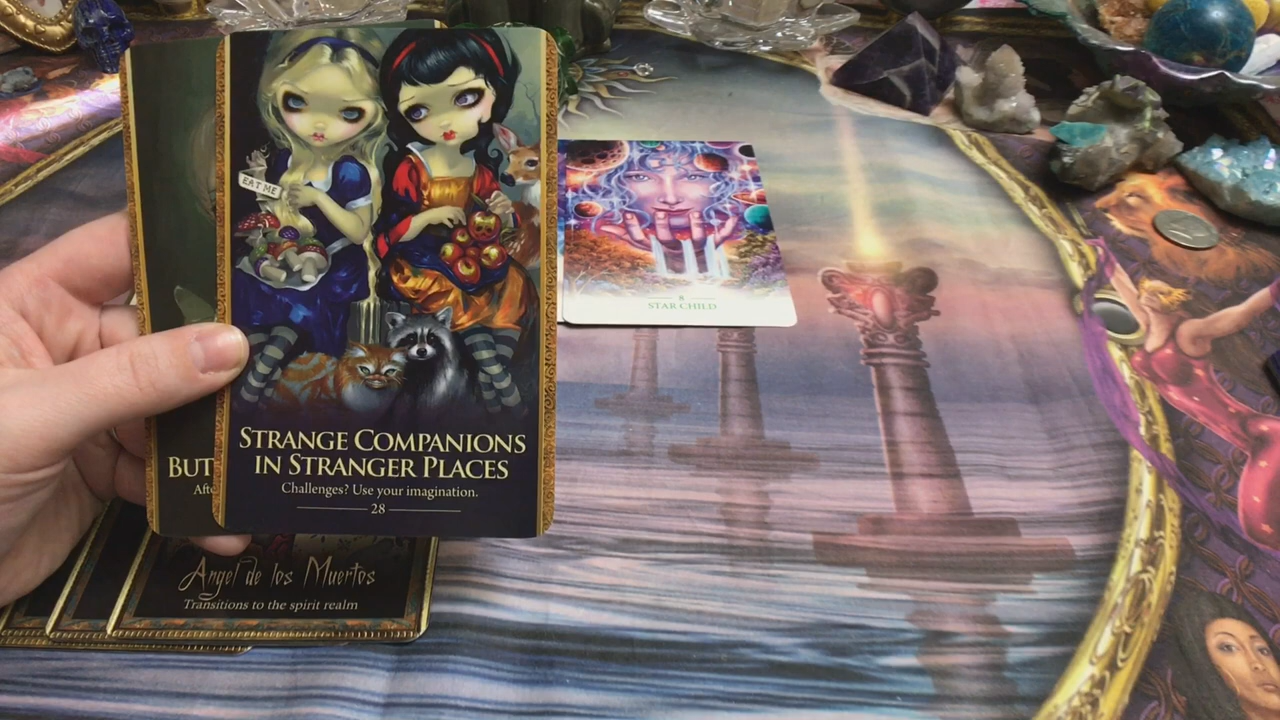 EAT ME
STRANGE COMPANIONS
IN STRANGER PLACES
Challenges? Use your imagination.
28
8
STAR CHILD
BUT
Afte
Angel de los Muertos
Transitions to the spirit realm